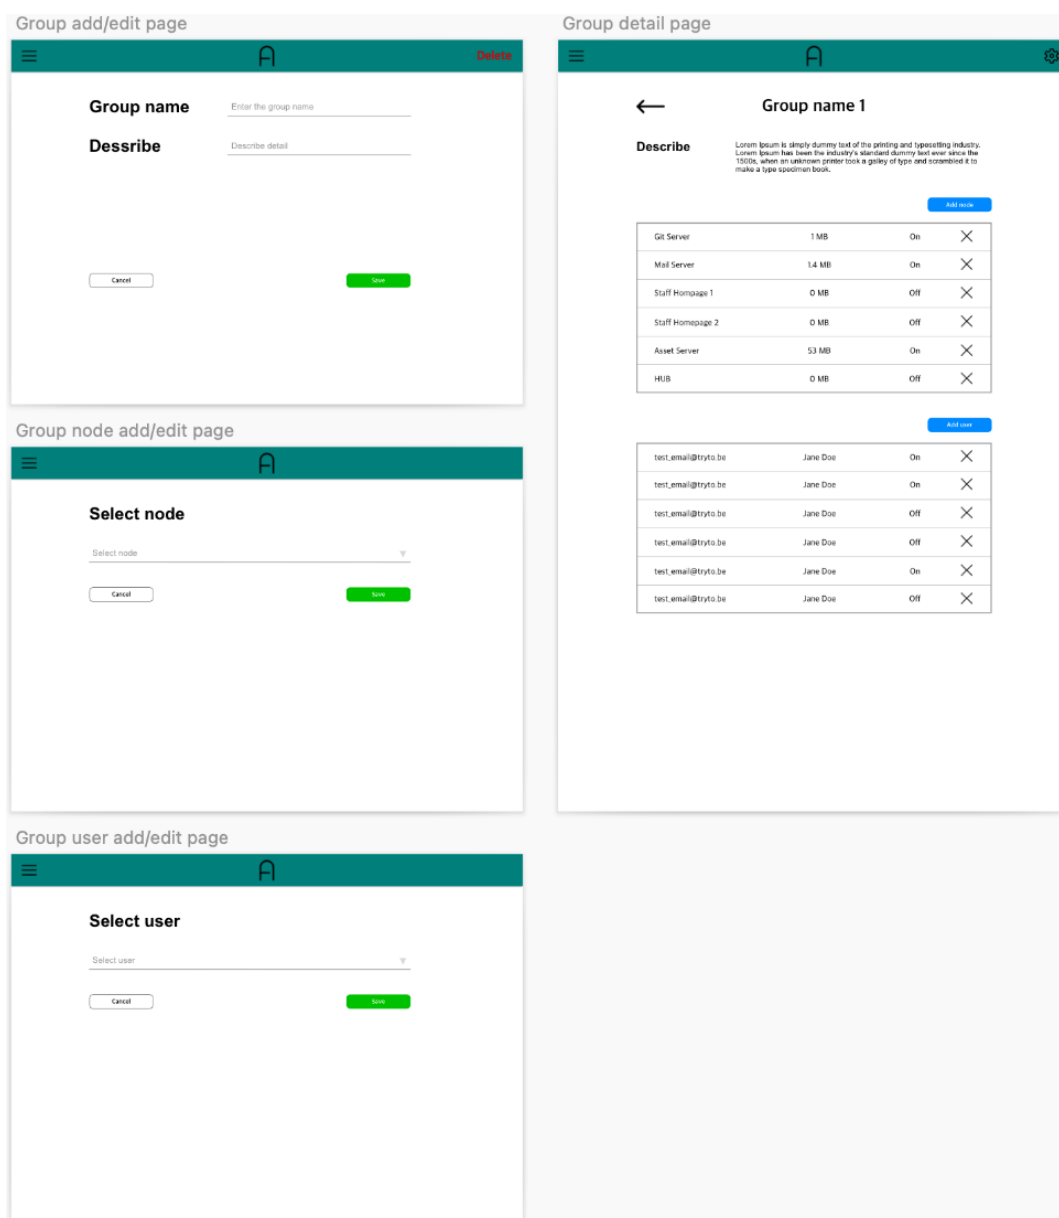 Group add/edit page
Delete
Group name
Enter the group name
Dessribe
Describe detail
Cancel
Save
Group node add/edit page
Select node
Select node
Cancel
Save
Group user add/edit page
Select user
Select user
Cancel
Save
Group detail page
Group name 1
Describe
Lorem Ipsum is simply dummy text of the printing and typesetting industry.
Lorem Ipsum has been the industry's standard dummy text ever since the
1500s, when an unknown printer took a galley of type and scrambled it to
make a type specimen book.
Add node
Git Server 1 MB On
Mail Server 1.4 MB On
Staff Hompage 1 0 MB Off
Staff Homepage 2 0 MB Off
Asset Server 53 MB On
HUB 0 MB Off
Add user
test_email@tryto.be Jane Doe On
test_email@tryto.be Jane Doe On
test_email@tryto.be Jane Doe Off
test_email@tryto.be Jane Doe Off
test_email@tryto.be Jane Doe On
test_email@tryto.be Jane Doe Off